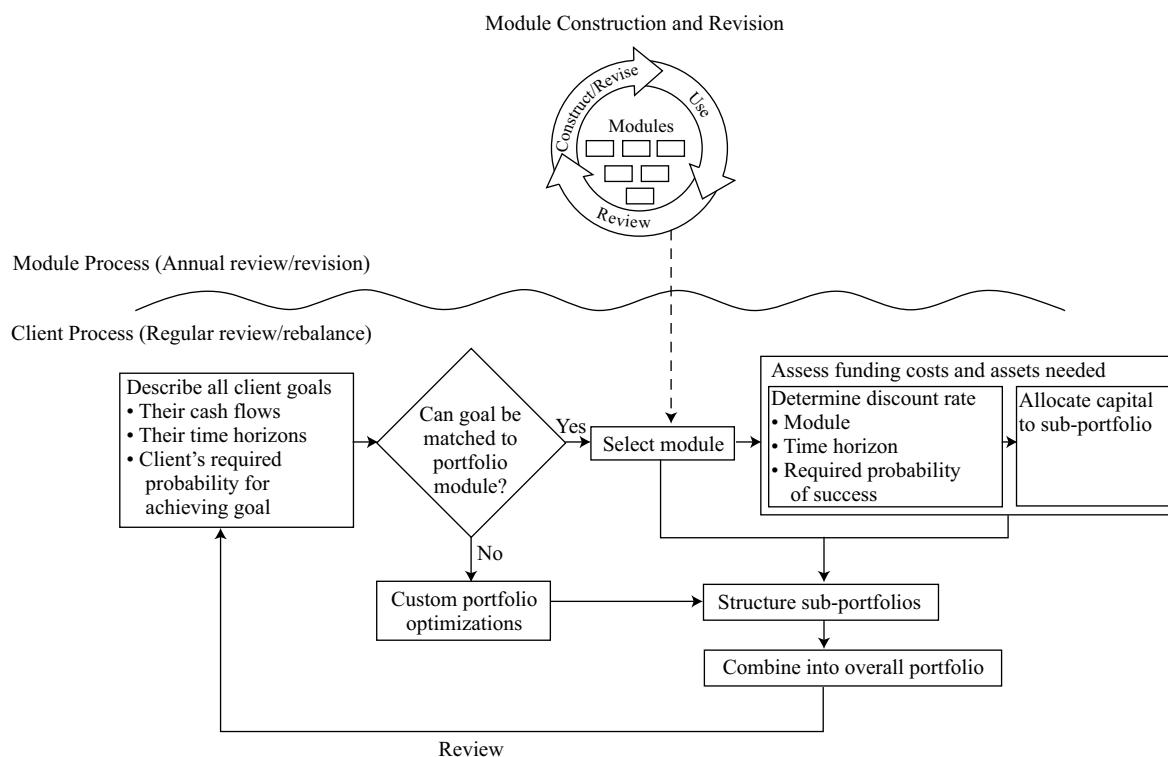 Module Construction and Revision
Construct/Revise
Use
Modules
Review
Module Process (Annual review/revision)
Client Process (Regular review/rebalance)
Describe all client goals
• Their cash flows
• Their time horizons
• Client’s required
probability for
achieving goal
Can goal be
matched to
portfolio
module?
Yes
Select module
Assess funding costs and assets needed
Determine discount rate
• Module
• Time horizon
• Required probability
of success
Allocate capital
to sub-portfolio
No
Custom portfolio
optimizations
Structure sub-portfolios
Combine into overall portfolio
Review